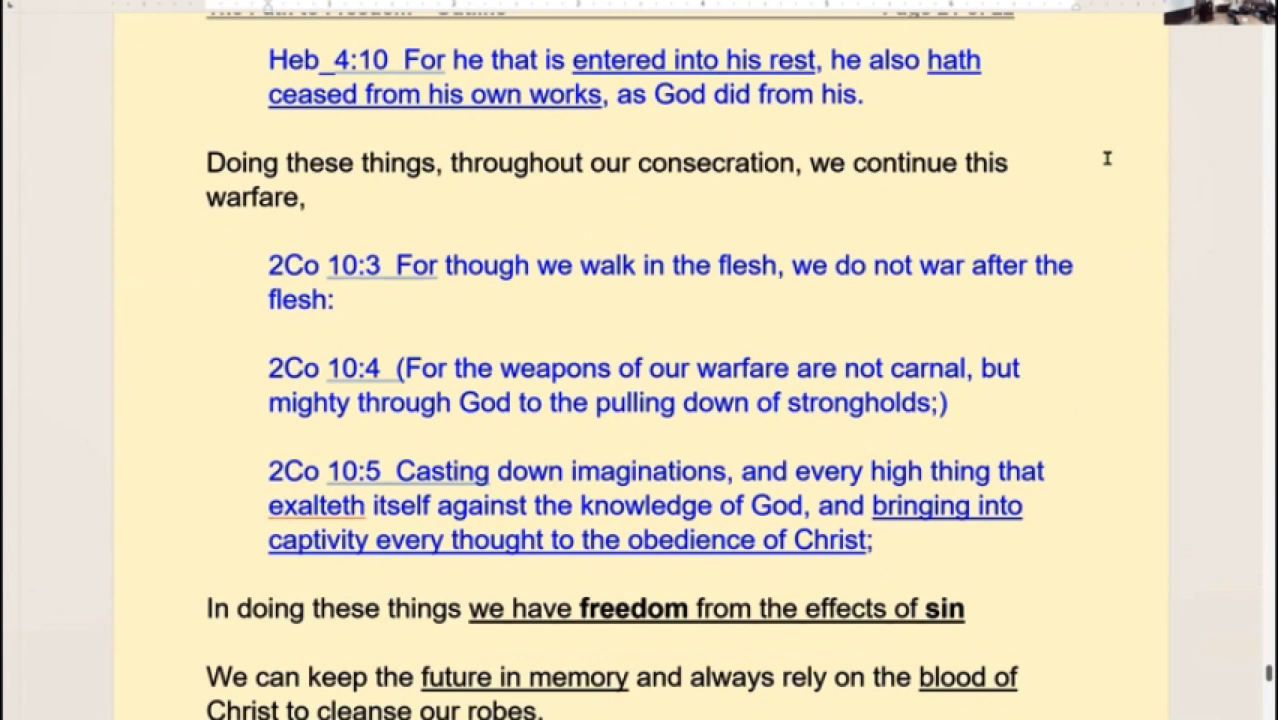 Heb_4:10 For he that is entered into his rest, he also hath
ceased from his own works, as God did from his.
Doing these things, throughout our consecration, we continue this
warfare,
2Co 10:3 For though we walk in the flesh, we do not war after the
flesh:
2Co 10:4 (For the weapons of our warfare are not carnal, but
mighty through God to the pulling down of strongholds;)
2Co 10:5 Casting down imaginations, and every high thing that
exalteth itself against the knowledge of God, and bringing into
captivity every thought to the obedience of Christ;
In doing these things we have freedom from the effects of sin
We can keep the future in memory and always rely on the blood of
Christ to cleanse our robes.